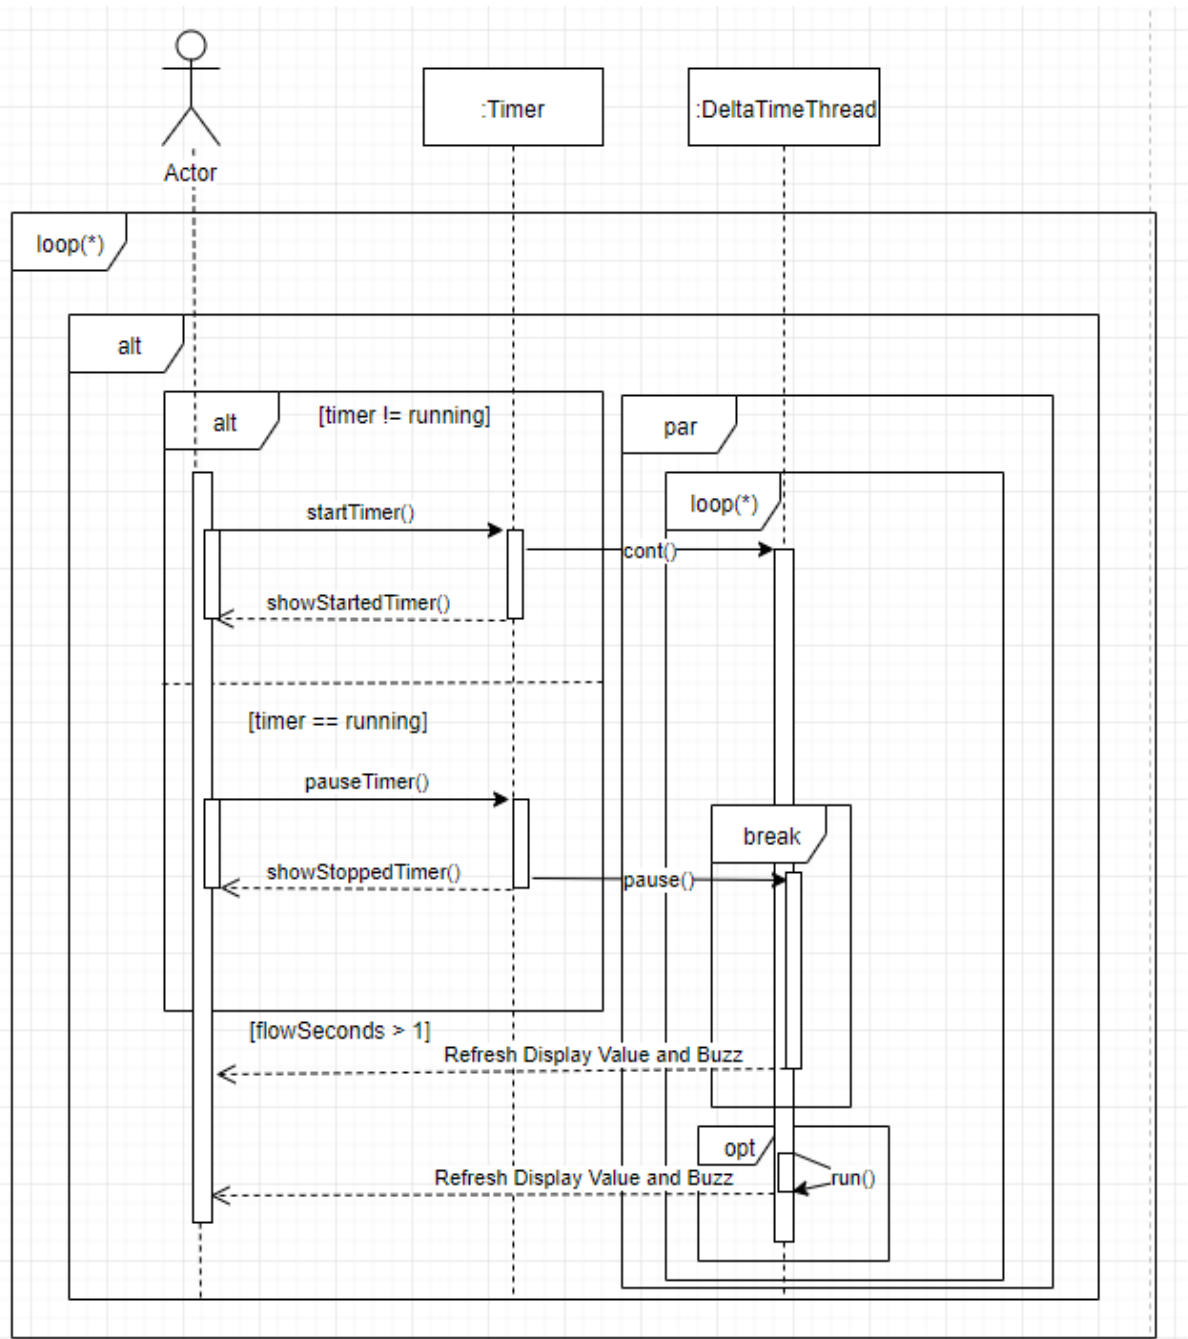 Actor
:Timer
:DeltaTimeThread
loop(*)
alt
alt
[timer != running]
par
loop(*)
startTimer()
cont()
showStartedTimer()
[timer == running]
pauseTimer()
break
showStoppedTimer()
pause()
[flowSeconds > 1]
Refresh Display Value and Buzz
opt
Refresh Display Value and Buzz
run()